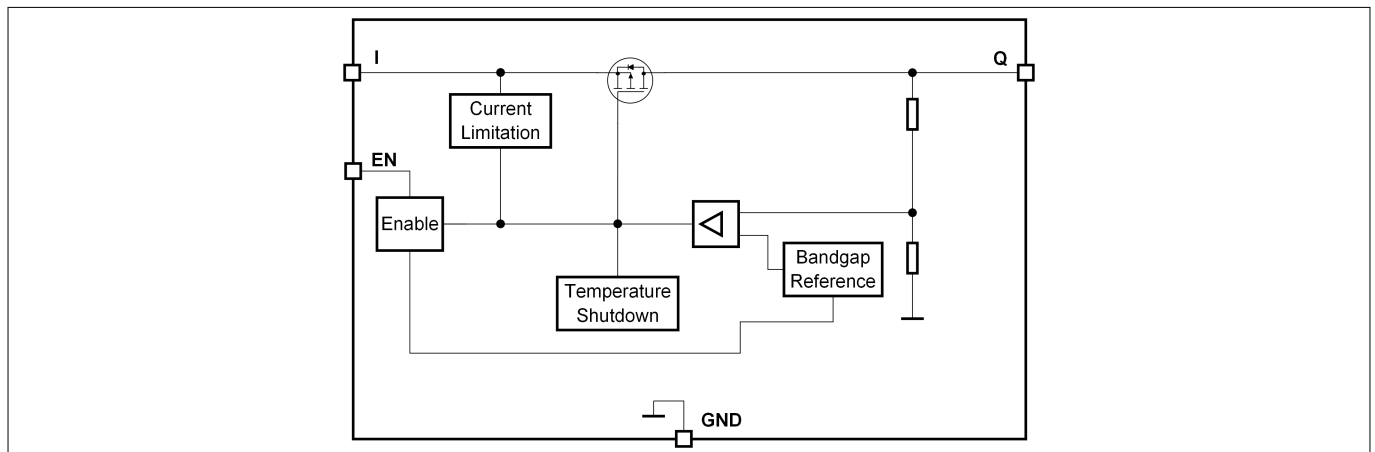 I
Q
Current
Limitation
EN
Enable
Bandgap
Reference
Temperature
Shutdown
GND